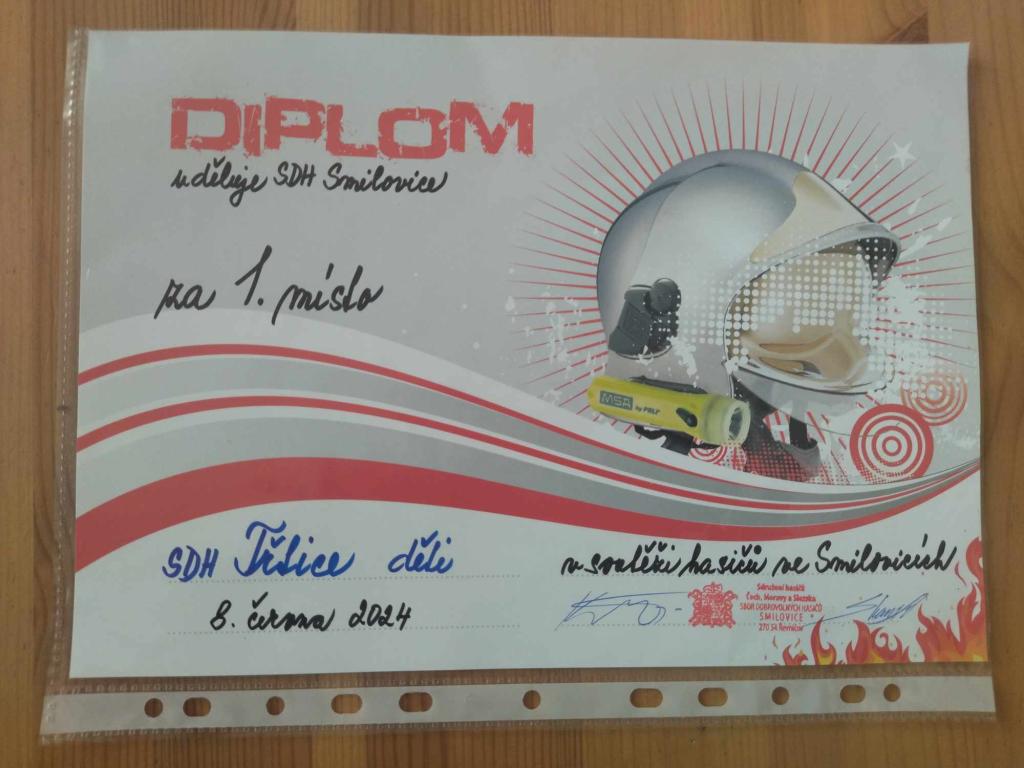 DIPLOM
uděluje SDH Smilovice
za 1. místo
MSA by PELI
SDH Třtice děti
v soutěži hasičů ve Smilovicích
8. června 2024
Sdružení hasičů
Čech, Moravy a Slezska
SBOR DOBROVOLNÝCH HASIČŮ
SMILOVICE
270 54 Řevničov